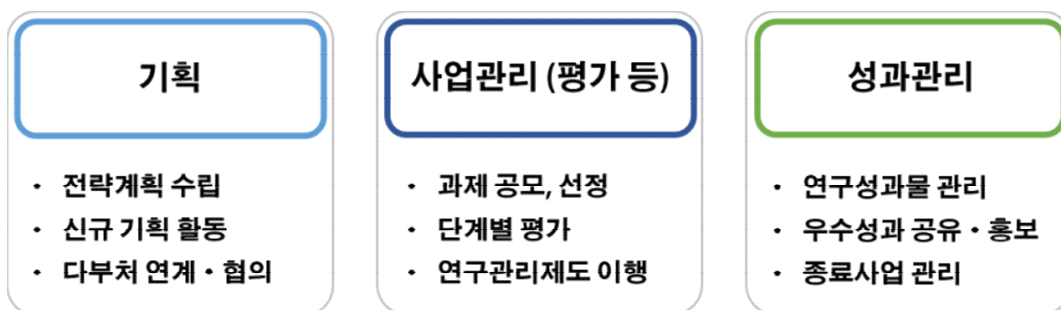 기획
• 전략계획 수립
• 신규 기획 활동
• 다부처 연계・협의
사업관리 (평가 등)
• 과제 공모, 선정
• 단계별 평가
• 연구관리제도 이행
성과관리
• 연구성과물 관리
• 우수성과 공유・홍보
• 종료사업 관리